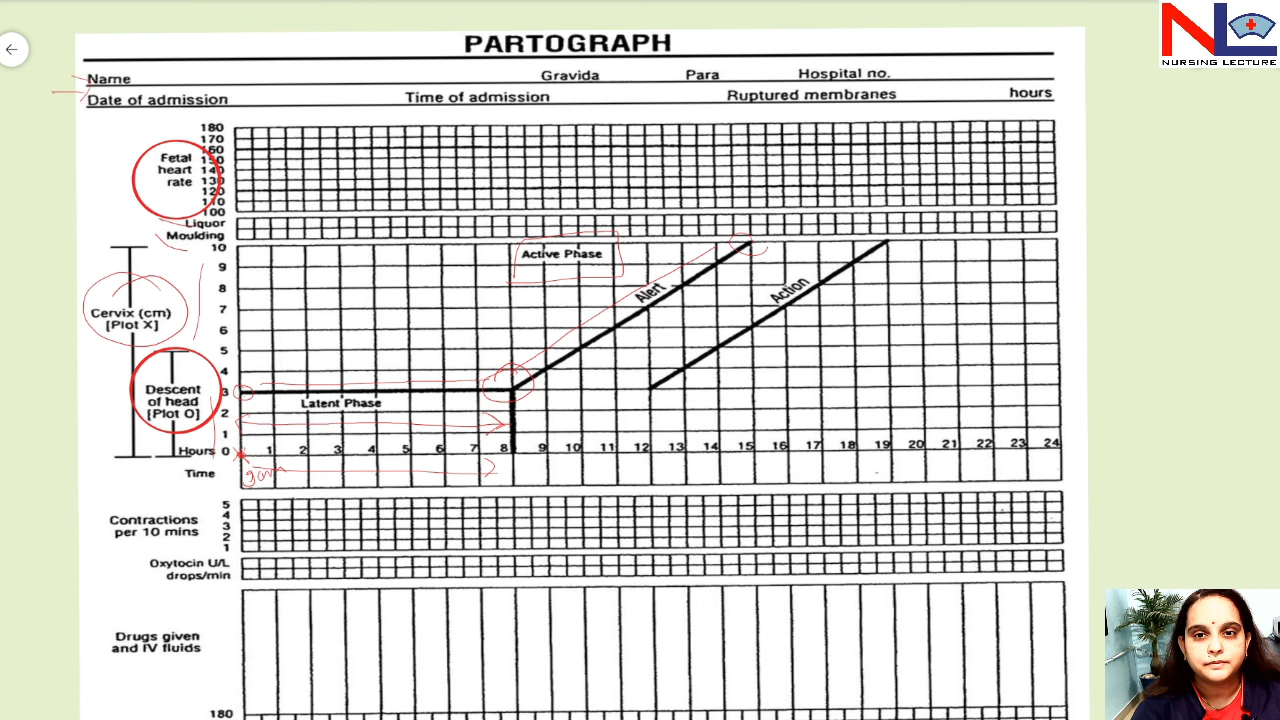 NL
NURSING LECTURE
PARTOGRAPH
Name Gravida Para Hospital no.
Date of admission Time of admission Ruptured membranes hours
180
170
160
Fetal 150
heart 140
rate 130
120
110
100
Liquor
Moulding
10
Active Phase
9
8
Alert Action
Cervix (cm) 7
[Plot X]
6
5
4
Descent 3
of head Latent Phase
[Plot O] 2
1
Hours 0 1 2 3 4 5 6 7 8 9 10 11 12 13 14 15 16 17 18 19 20 21 22 23 24
Time 9am
5
Contractions 4
per 10 mins 3
2
1
Oxytocin U/L
drops/min
Drugs given
and IV fluids
180